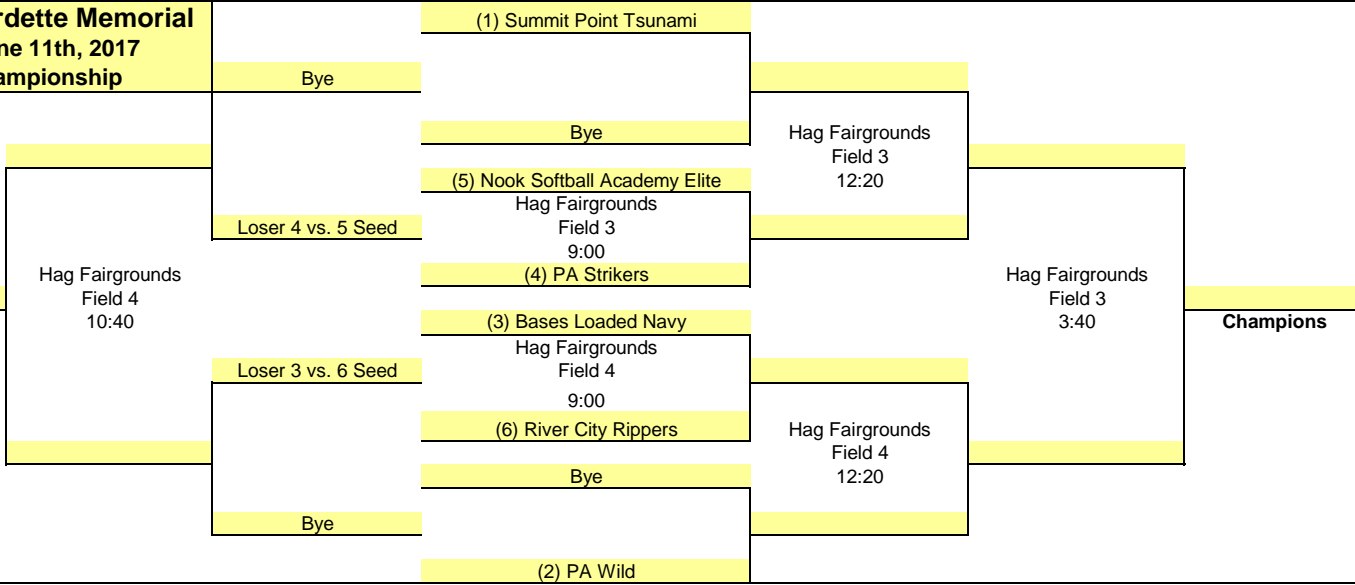 rdette Memorial
ne 11th, 2017
ampionship
(1) Summit Point Tsunami
Bye
Bye
Hag Fairgrounds
Field 3
12:20
(5) Nook Softball Academy Elite
Hag Fairgrounds
Field 3
9:00
Loser 4 vs. 5 Seed
(4) PA Strikers
Hag Fairgrounds
Field 4
10:40
Hag Fairgrounds
Field 3
3:40
Champions
(3) Bases Loaded Navy
Hag Fairgrounds
Field 4
9:00
Loser 3 vs. 6 Seed
(6) River City Rippers
Hag Fairgrounds
Field 4
12:20
Bye
Bye
(2) PA Wild